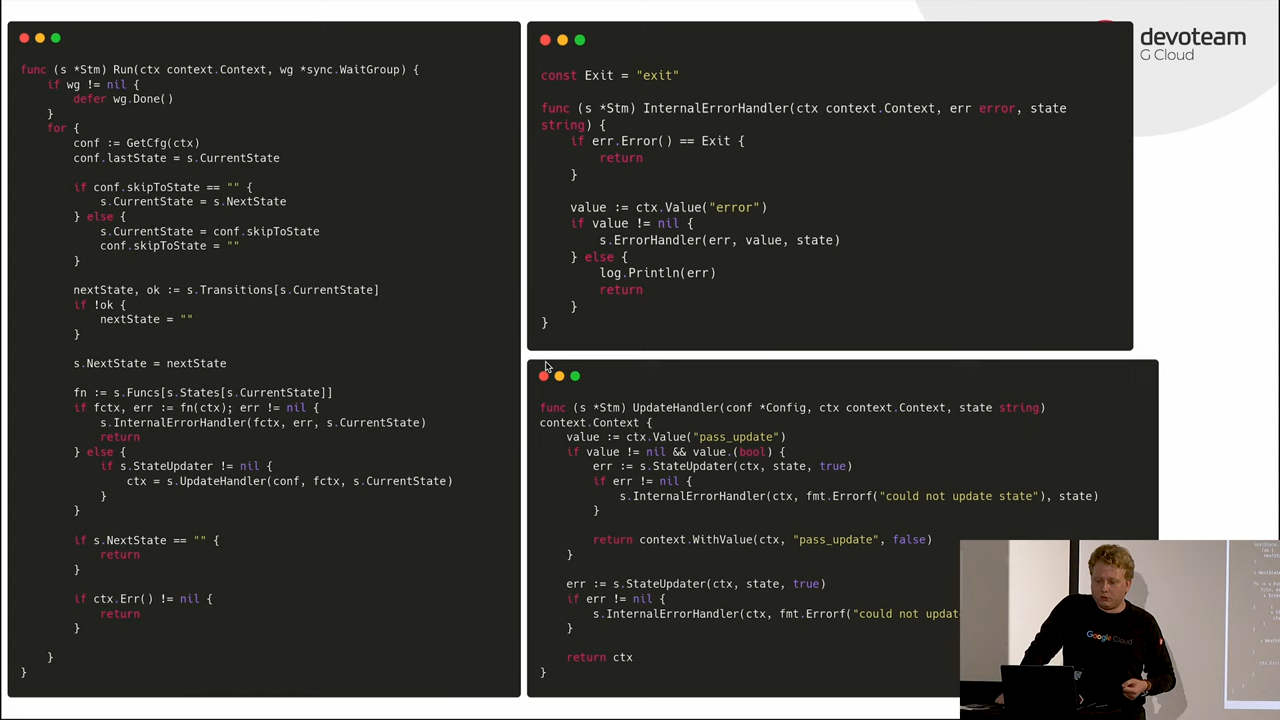 func (s *Stm) Run(ctx context.Context, wg *sync.WaitGroup) {
if wg != nil {
defer wg.Done()
}
for {
conf := GetCfg(ctx)
conf.lastState = s.CurrentState
if conf.skipToState == "" {
s.CurrentState = s.NextState
} else {
s.CurrentState = conf.skipToState
conf.skipToState = ""
}
nextState, ok := s.Transitions[s.CurrentState]
if !ok {
nextState = ""
}
s.NextState = nextState
fn := s.Funcs[s.States[s.CurrentState]]
if fctx, err := fn(ctx); err != nil {
s.InternalErrorHandler(fctx, err, s.CurrentState)
return
} else {
if s.StateUpdater != nil {
ctx = s.UpdateHandler(conf, fctx, s.CurrentState)
}
}
if s.NextState == "" {
return
}
if ctx.Err() != nil {
return
}
}
}
const Exit = "exit"
func (s *Stm) InternalErrorHandler(ctx context.Context, err error, state
string) {
if err.Error() == Exit {
return
}
value := ctx.Value("error")
if value != nil {
s.ErrorHandler(err, value, state)
} else {
log.Println(err)
return
}
}
func (s *Stm) UpdateHandler(conf *Config, ctx context.Context, state string)
context.Context {
value := ctx.Value("pass_update")
if value != nil && value.(bool) {
err := s.StateUpdater(ctx, state, true)
if err != nil {
s.InternalErrorHandler(ctx, fmt.Errorf("could not update state"), state)
}
return context.WithValue(ctx, "pass_update", false)
}
err := s.StateUpdater(ctx, state, true)
if err != nil {
s.InternalErrorHandler(ctx, fmt.Errorf("could not updat
}
return ctx
}
devoteam
G Cloud
Google Cloud